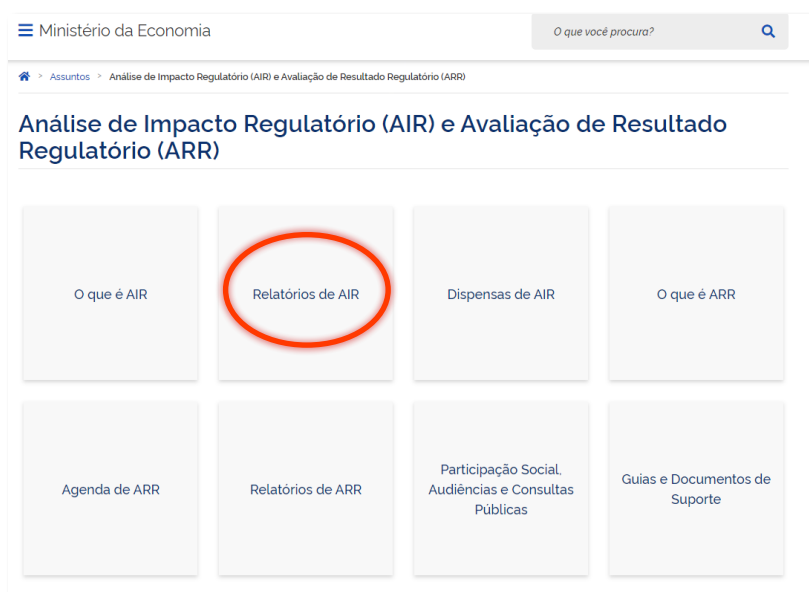 Ministério da Economia
O que você procura?
Assuntos > Análise de Impacto Regulatório (AIR) e Avaliação de Resultado Regulatório (ARR)
Análise de Impacto Regulatório (AIR) e Avaliação de Resultado
Regulatório (ARR)
O que é AIR
Relatórios de AIR
Dispensas de AIR
O que é ARR
Agenda de ARR
Relatórios de ARR
Participação Social,
Audiências e Consultas
Públicas
Guias e Documentos de
Suporte